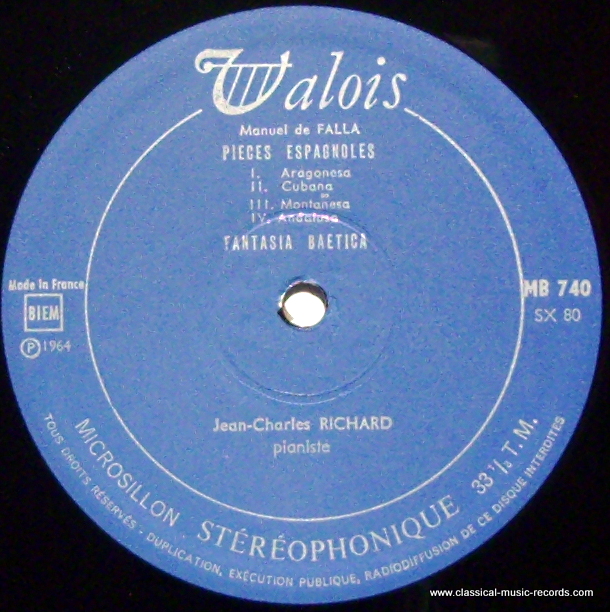 Valois
Manuel de FALLA
PIECES ESPAGNOLES
I. Aragonesa
II. Cubana
III. Montañesa
IV. Andalusa
FANTASIA BAETICA
Made in France
BIEM
Ⓟ 1964
MB 740
SX 80
Jean-Charles RICHARD
pianiste
MICROSILLON STÉRÉOPHONIQUE 33 1/3 T. M.
TOUS DROITS RÉSERVÉS - DUPLICATION, EXÉCUTION PUBLIQUE, RADIODIFFUSION DE CE DISQUE INTERDITES
www.classical-music-records.com